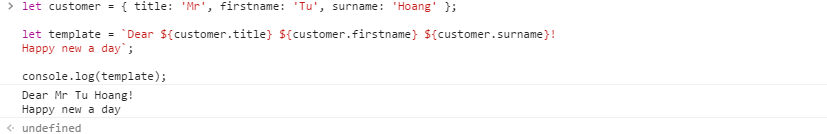 let customer = { title: 'Mr', firstname: 'Tu', surname: 'Hoang' };
let template = `Dear ${customer.title} ${customer.firstname} ${customer.surname}!
Happy new a day`;
console.log(template);
Dear Mr Tu Hoang!
Happy new a day
undefined